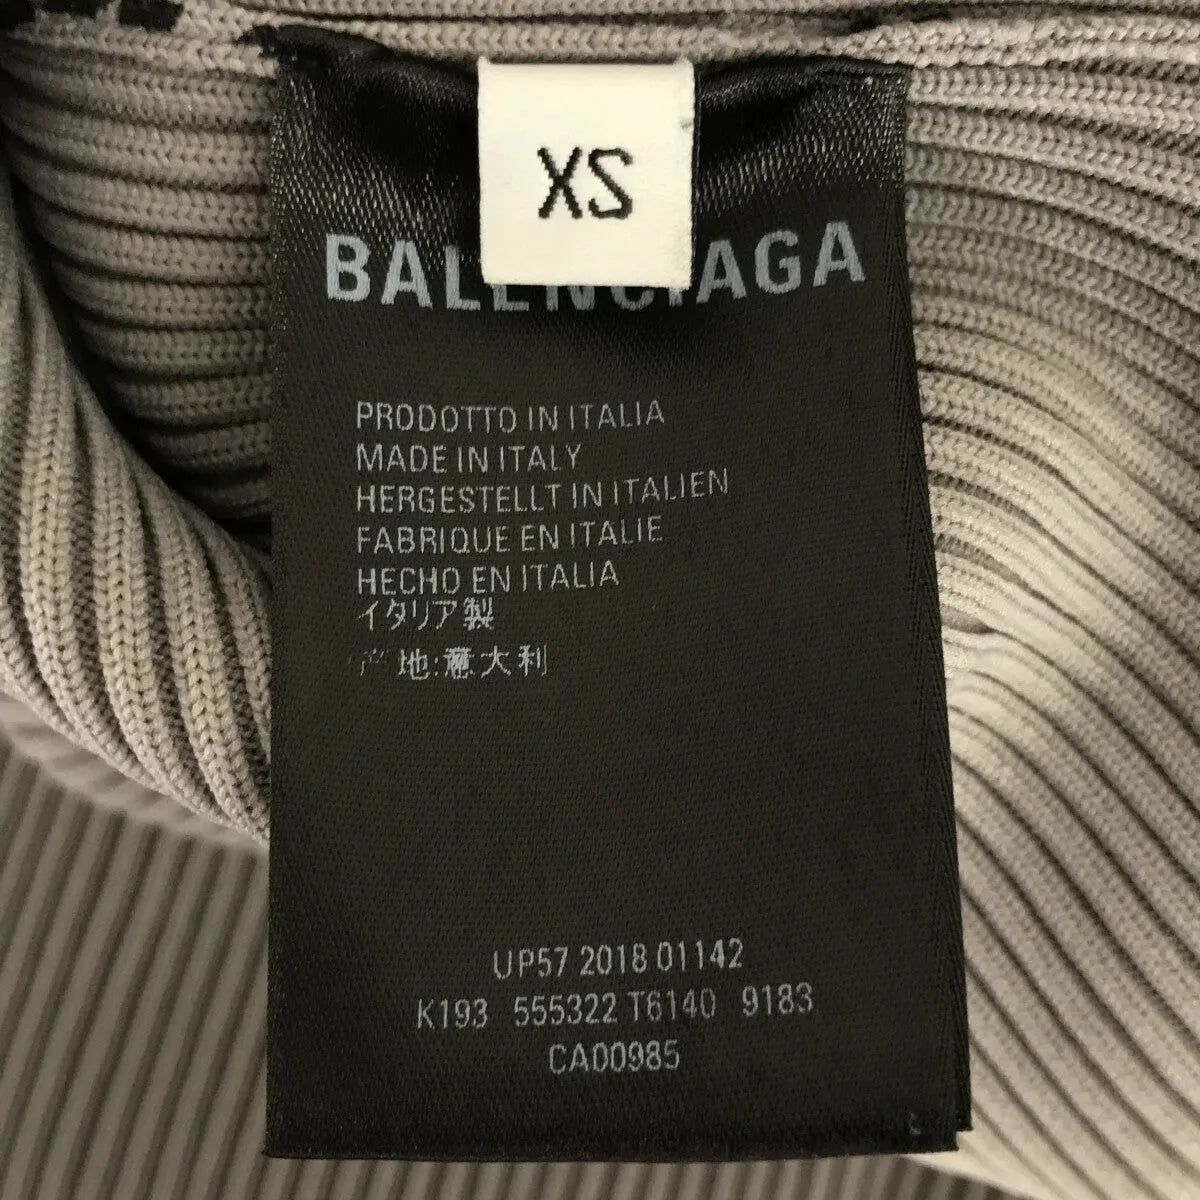 XS
BALENCIAGA
PRODOTTO IN ITALIA
MADE IN ITALY
HERGESTELLT IN ITALIEN
FABRIQUE EN ITALIE
HECHO EN ITALIA
イタリア製
产地:意大利
UP57 2018 01142
K193 555322 T6140 9183
CA00985